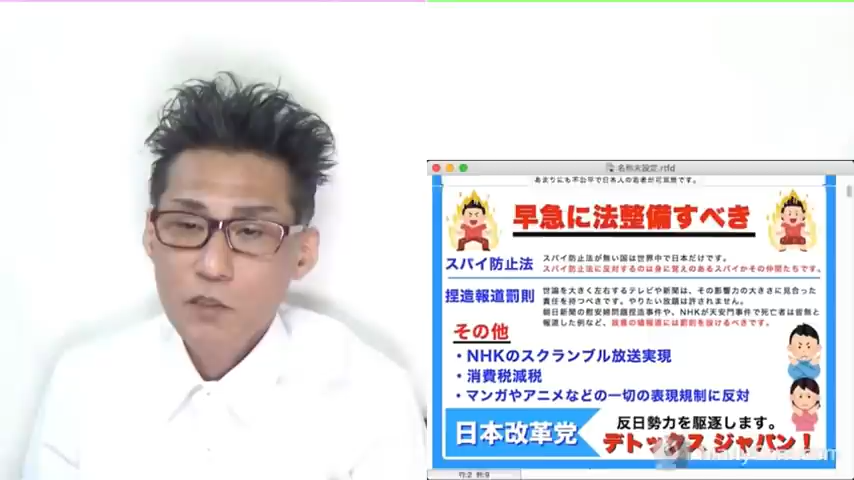 名称未設定.rtfd
あまりにも不公平で日本人の若者が可哀想です。
早急に法整備すべき
スパイ防止法
スパイ防止法が無い国は世界中で日本だけです。
スパイ防止法に反対するのは身に覚えのあるスパイかその仲間たちです。
捏造報道罰則
世論を大きく左右するテレビや新聞は、その影響力の大きさに見合った
責任を持つべきです。やりたい放題は許されません。
朝日新聞の慰安婦問題捏造事件や、NHKが天安門事件で死亡者は皆無と
報道した例など、故意の嘘報道には罰則を設けるべきです。
その他
・NHKのスクランブル放送実現
・消費税減税
・マンガやアニメなどの一切の表現規制に反対
日本改革党
反日勢力を駆逐します。
デトックス ジャパン！
行:2 列:9